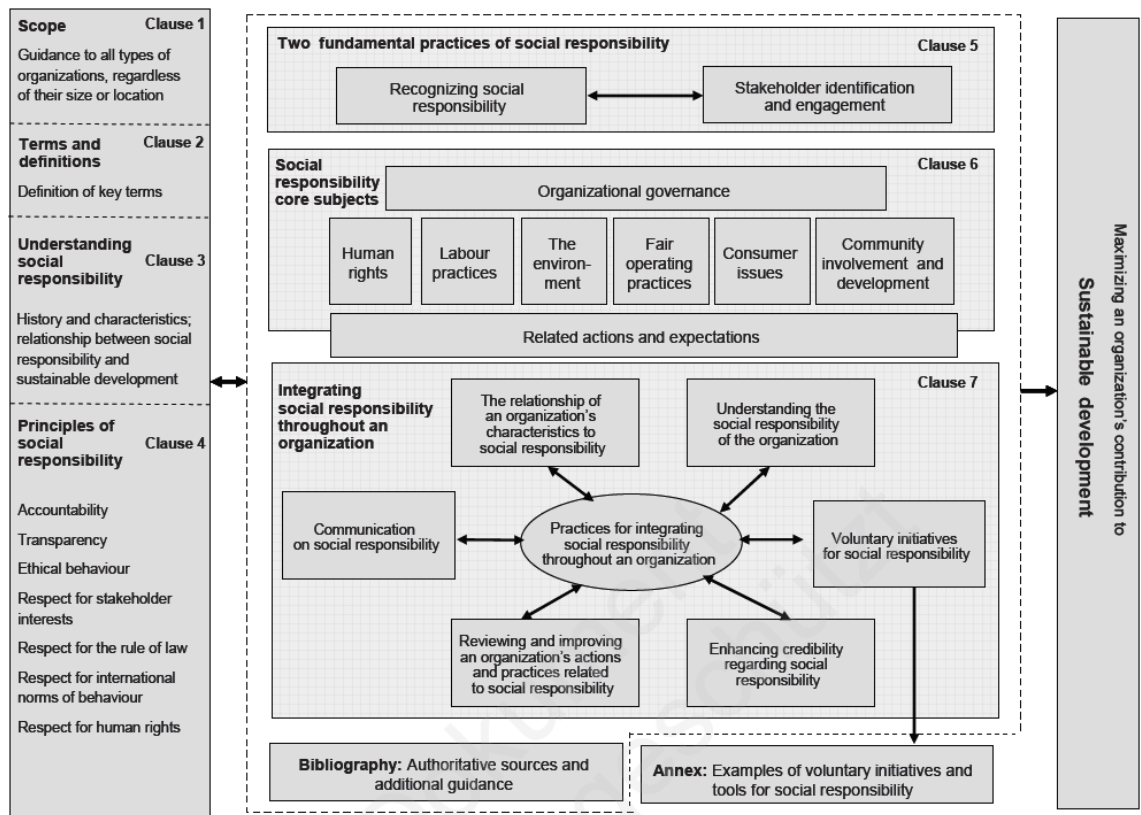 Scope Clause 1
Guidance to all types of
organizations, regardless
of their size or location
Terms and Clause 2
definitions
Definition of key terms
Understanding
social Clause 3
responsibility
History and characteristics;
relationship between social
responsibility and
sustainable development
Principles of
social Clause 4
responsibility
Accountability
Transparency
Ethical behaviour
Respect for stakeholder
interests
Respect for the rule of law
Respect for international
norms of behaviour
Respect for human rights
Two fundamental practices of social responsibility Clause 5
Recognizing social
responsibility
Stakeholder identification
and engagement
Social
responsibility
core subjects
Clause 6
Organizational governance
Human
rights
Labour
practices
The
environ-
ment
Fair
operating
practices
Consumer
issues
Community
involvement and
development
Related actions and expectations
Integrating
social responsibility
throughout an
organization
Clause 7
The relationship of
an organization's
characteristics to
social responsibility
Understanding the
social responsibility
of the organization
Communication
on social responsibility
Practices for integrating
social responsibility
throughout an organization
Voluntary initiatives
for social responsibility
Reviewing and improving
an organization's actions
and practices related
to social responsibility
Enhancing credibility
regarding social
responsibility
Bibliography: Authoritative sources and
additional guidance
Annex: Examples of voluntary initiatives and
tools for social responsibility
Maximizing an organization's contribution to
Sustainable development